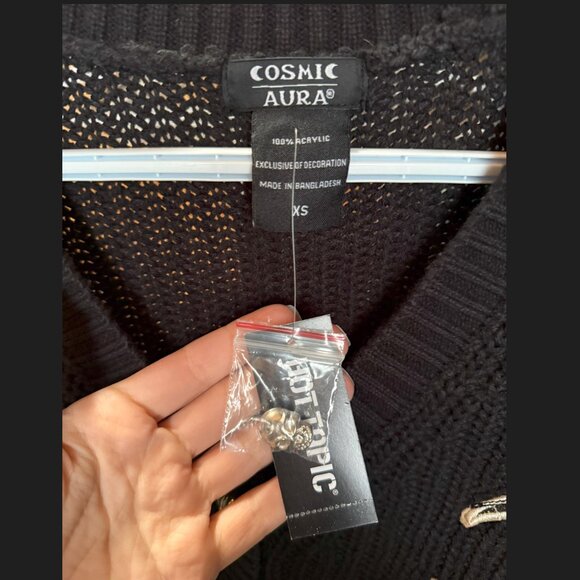 COSMIC
AURA®
100% ACRYLIC
EXCLUSIVE OF DECORATION
MADE IN BANGLADESH
XS
HOT TOPIC®